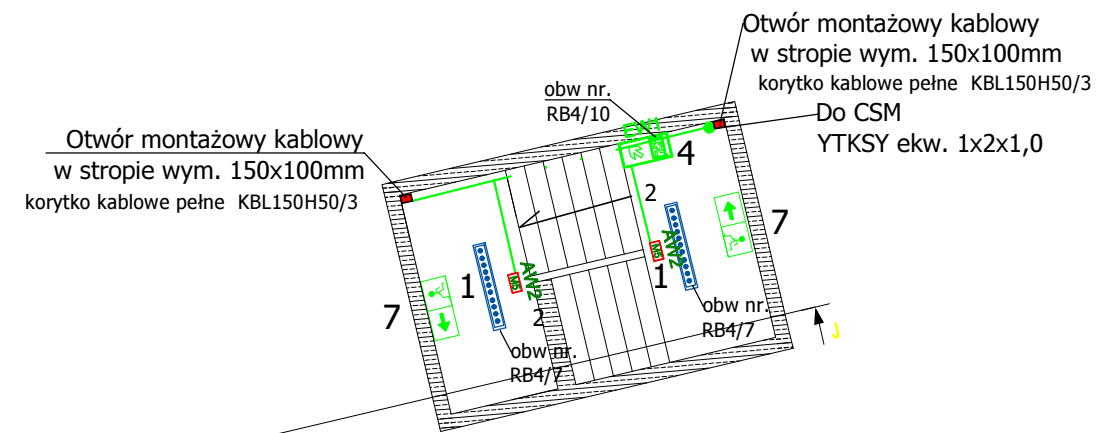 Otwór montażowy kablowy
w stropie wym. 150x100mm
korytko kablowe pełne KBL150H50/3
Do CSM
YTKSY ekw. 1x2x1,0
obw nr.
RB4/10
Otwór montażowy kablowy
w stropie wym. 150x100mm
korytko kablowe pełne KBL150H50/3
4
2
7
1
AW2
M5
1
AW2
M5
2
7
obw nr.
RB4/7
obw nr.
RB4/7
J